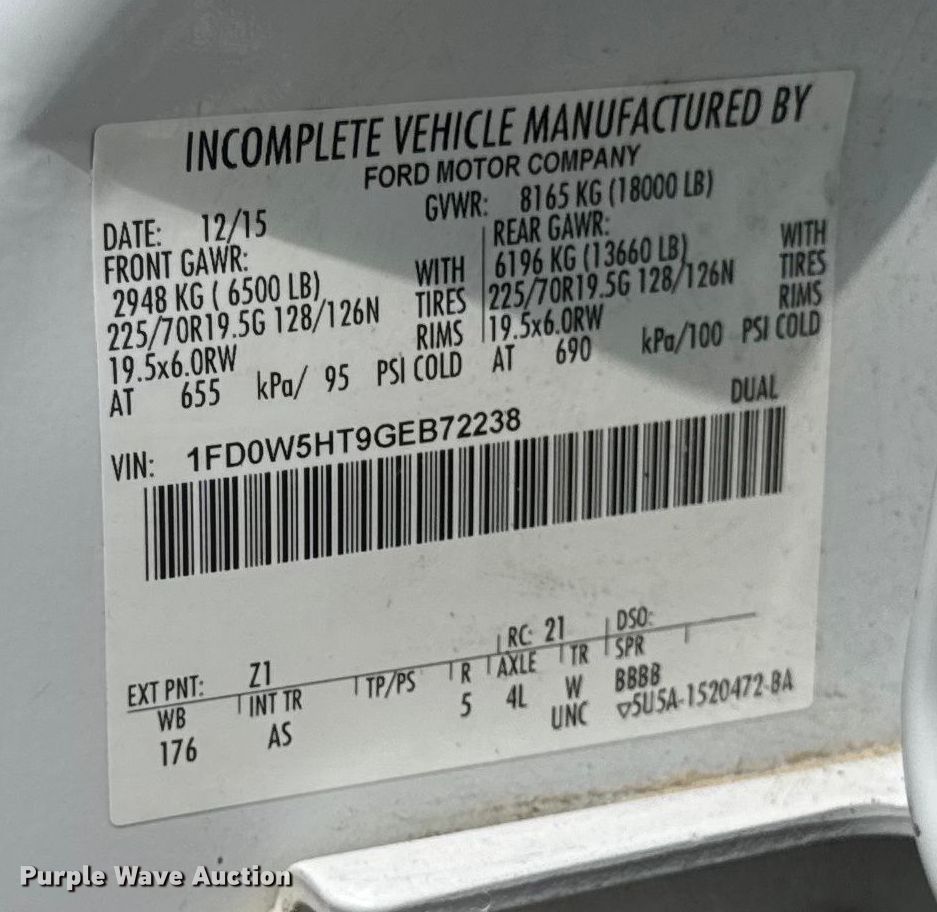 INCOMPLETE VEHICLE MANUFACTURED BY
FORD MOTOR COMPANY
DATE: 12/15 GVWR: 8165 KG (18000 LB)
FRONT GAWR: REAR GAWR:
2948 KG ( 6500 LB) WITH 6196 KG (13660 LB) WITH
225/70R19.5G 128/126N TIRES 225/70R19.5G 128/126N TIRES
19.5x6.0RW RIMS 19.5x6.0RW RIMS
AT 655 kPa/ 95 PSI COLD AT 690 kPa/100 PSI COLD
DUAL
VIN: 1FD0W5HT9GEB72238
EXT PNT: Z1 RC: 21 DSO:
WB INT TR TP/PS R AXLE TR SPR
176 AS 5 4L W BBBB
UNC ▽5U5A-1520472-BA
Purple Wave Auction